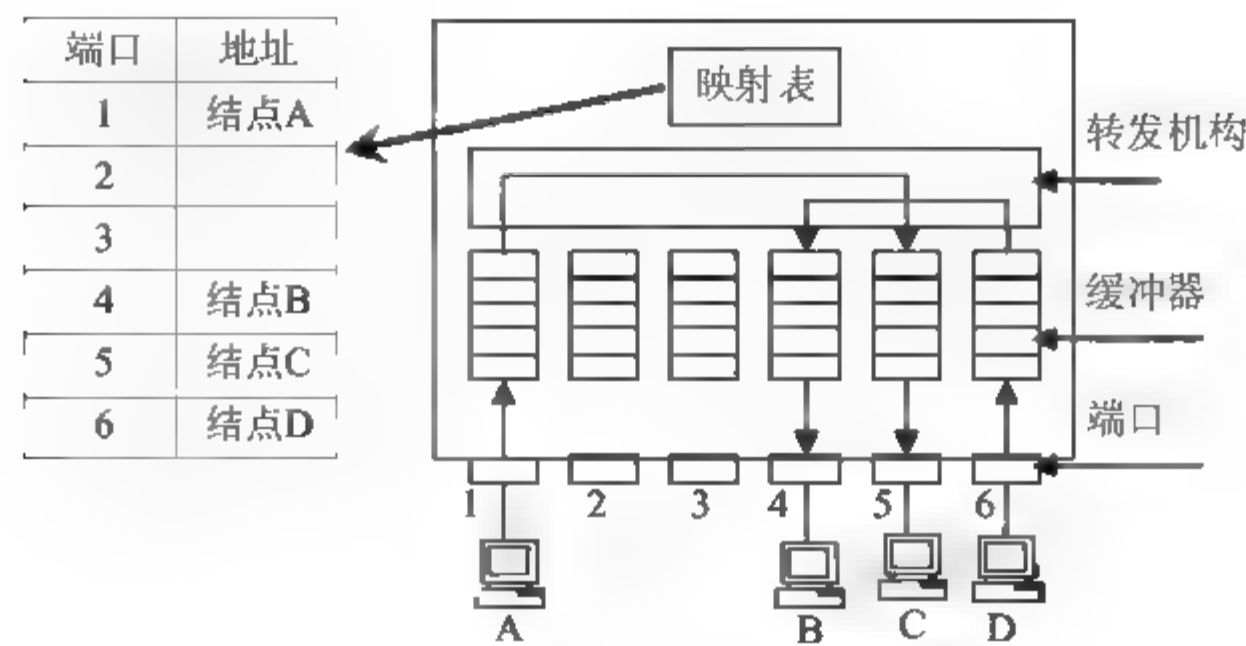 端口 地址
1 结点A
2
3
4 结点B
5 结点C
6 结点D
映射表
转发机构
缓冲器
端口
1 2 3 4 5 6
A B C D